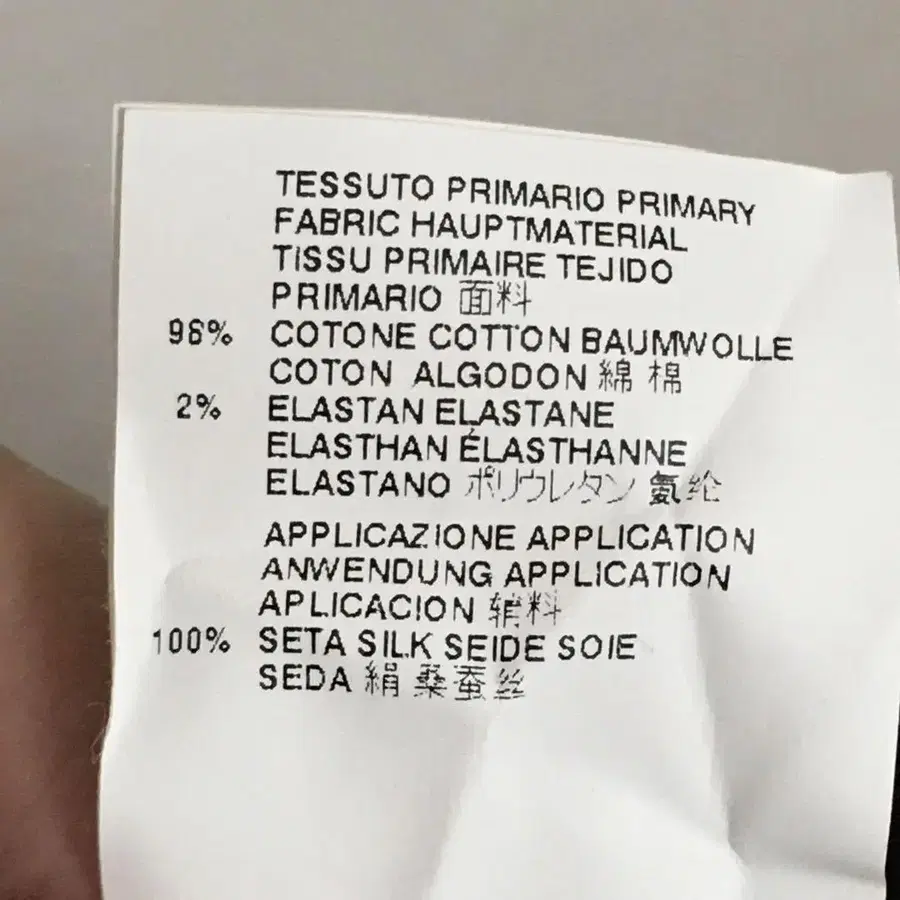 TESSUTO PRIMARIO PRIMARY
FABRIC HAUPTMATERIAL
TISSU PRIMAIRE TEJIDO
PRIMARIO 面料
98% COTONE COTTON BAUMWOLLE
COTON ALGODON 綿 棉
2% ELASTAN ELASTANE
ELASTHAN ÉLASTHANNE
ELASTANO ポリウレタン 氨纶
APPLICAZIONE APPLICATION
ANWENDUNG APPLICATION
APLICACION 辅料
100% SETA SILK SEIDE SOIE
SEDA 絹 桑蚕丝